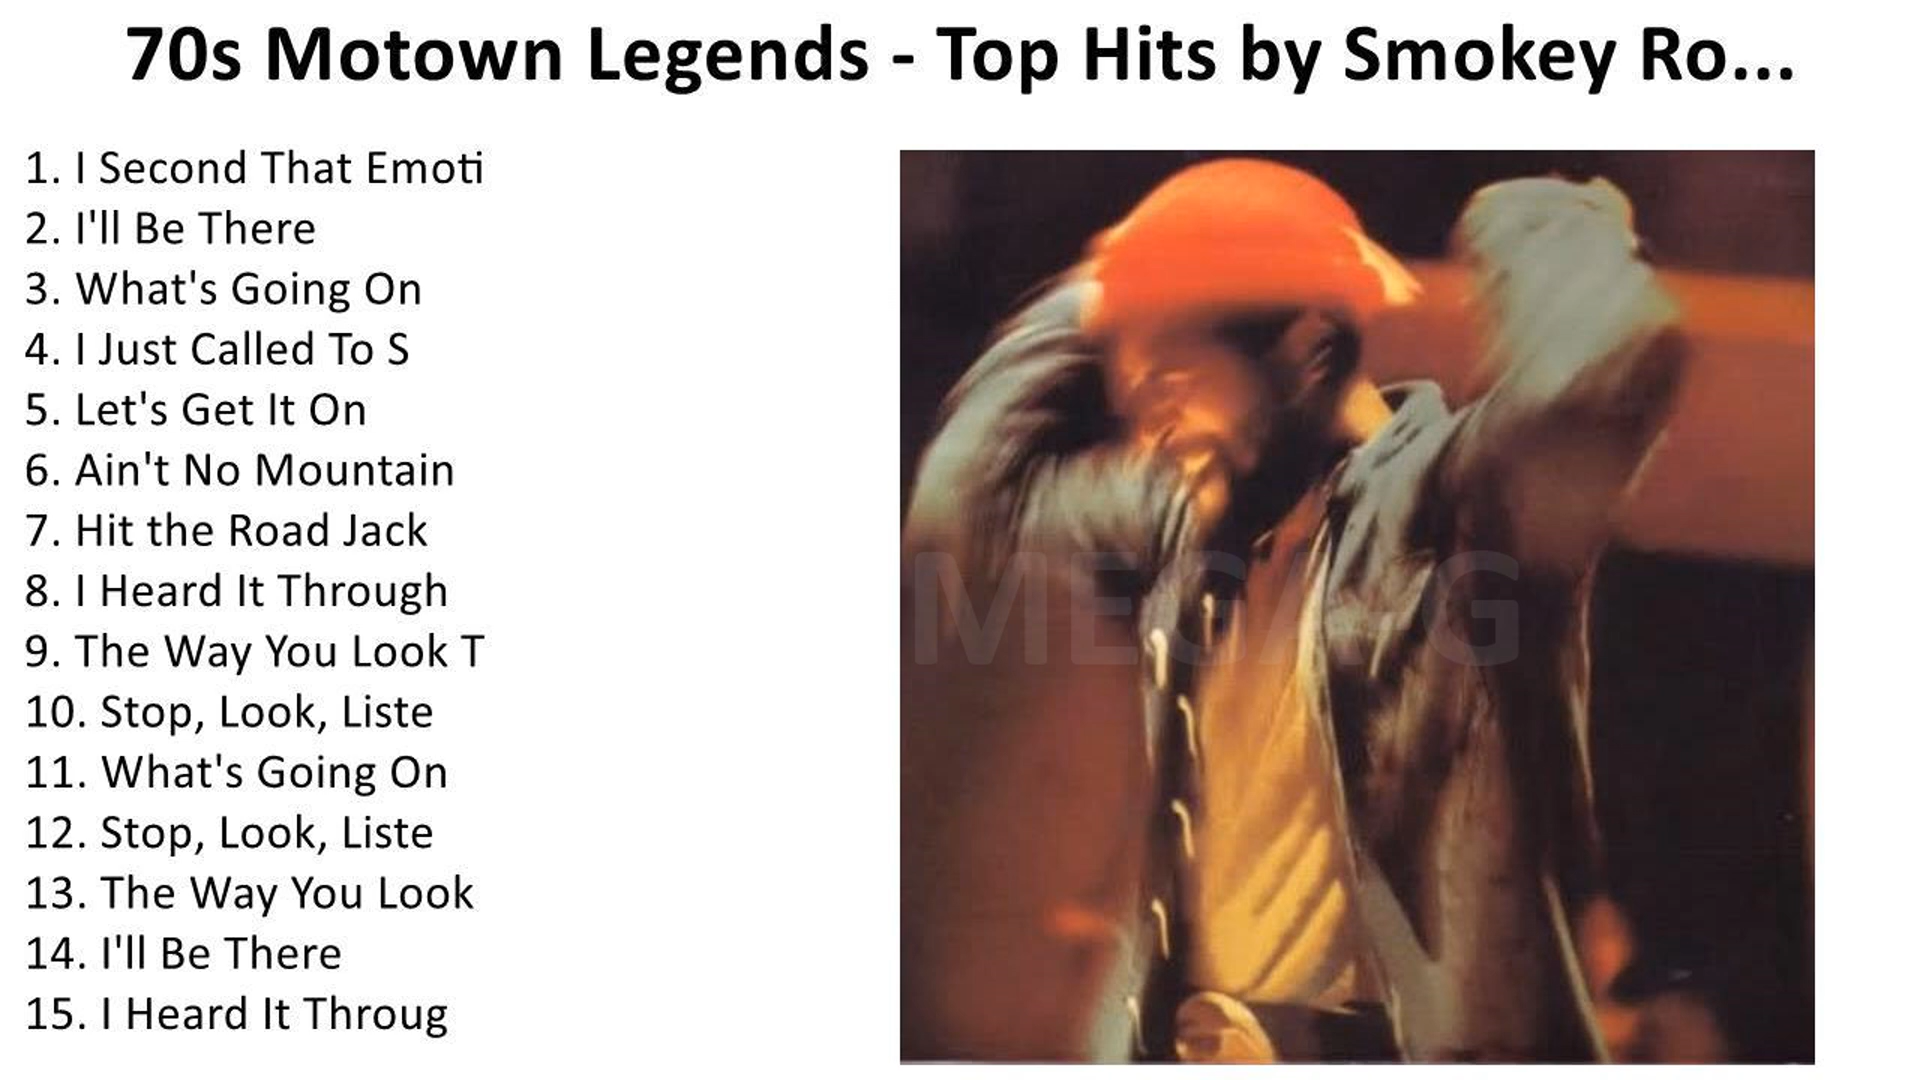 70s Motown Legends - Top Hits by Smokey Ro...
1. I Second That Emoti
2. I'll Be There
3. What's Going On
4. I Just Called To S
5. Let's Get It On
6. Ain't No Mountain
7. Hit the Road Jack
8. I Heard It Through
9. The Way You Look T
10. Stop, Look, Liste
11. What's Going On
12. Stop, Look, Liste
13. The Way You Look
14. I'll Be There
15. I Heard It Throug
MEGA-G